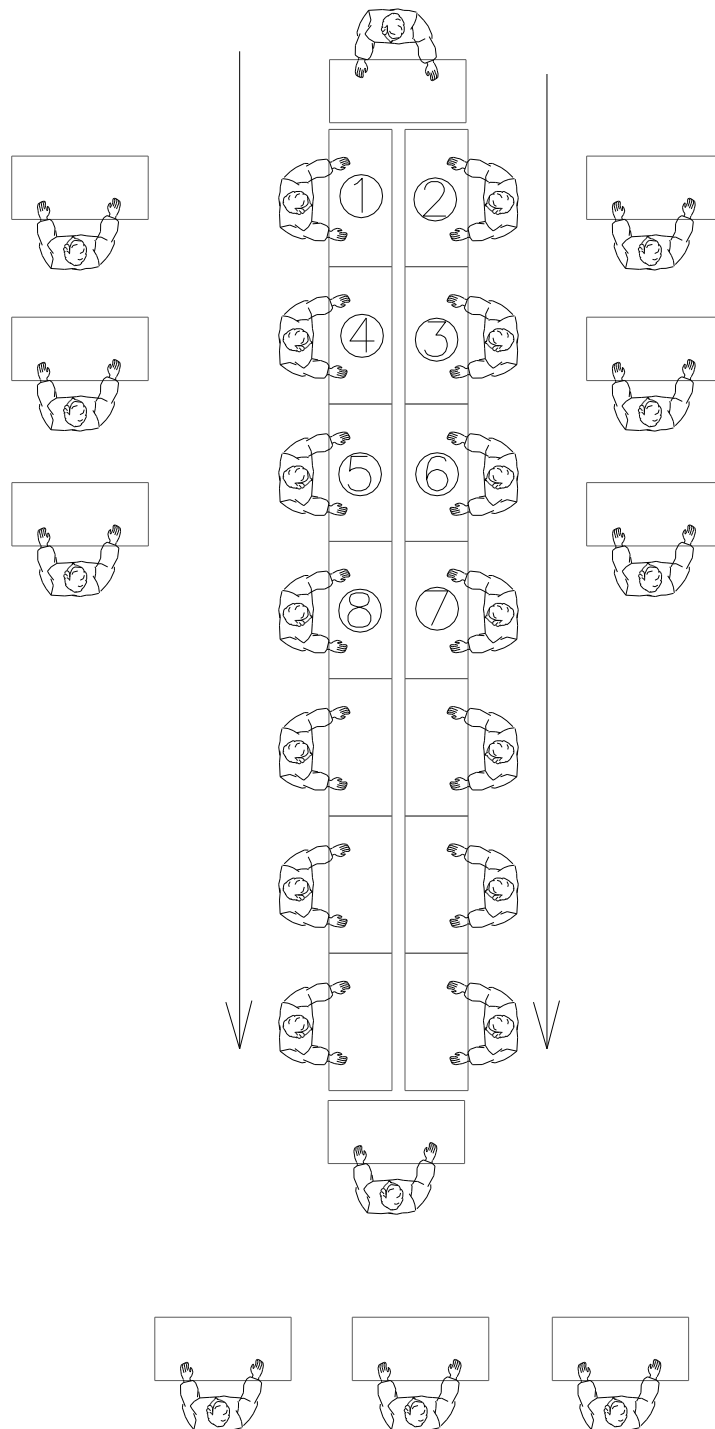 ① ②
④ ③
⑤ ⑥
⑧ ⑦